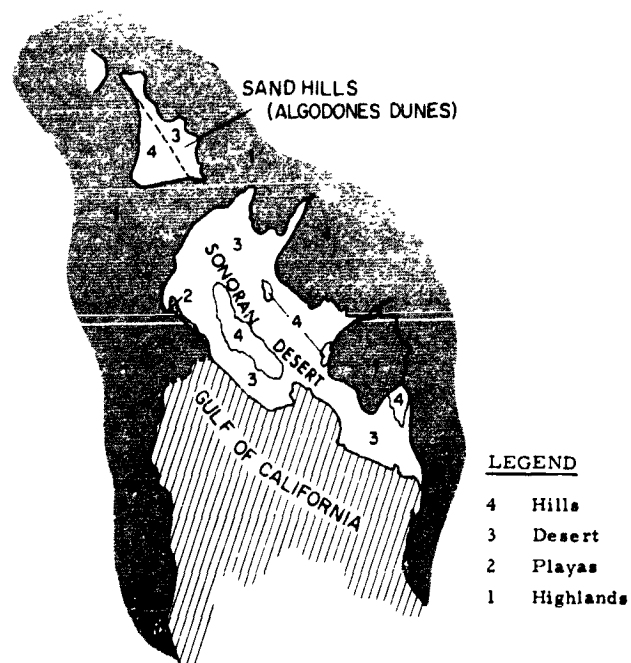 SAND HILLS
(ALGODONES DUNES)
3
4
1
3
SONORAN
2
4
4
DESERT
3
4
3
GULF OF CALIFORNIA
LEGEND
4 Hills
3 Desert
2 Playas
1 Highlands